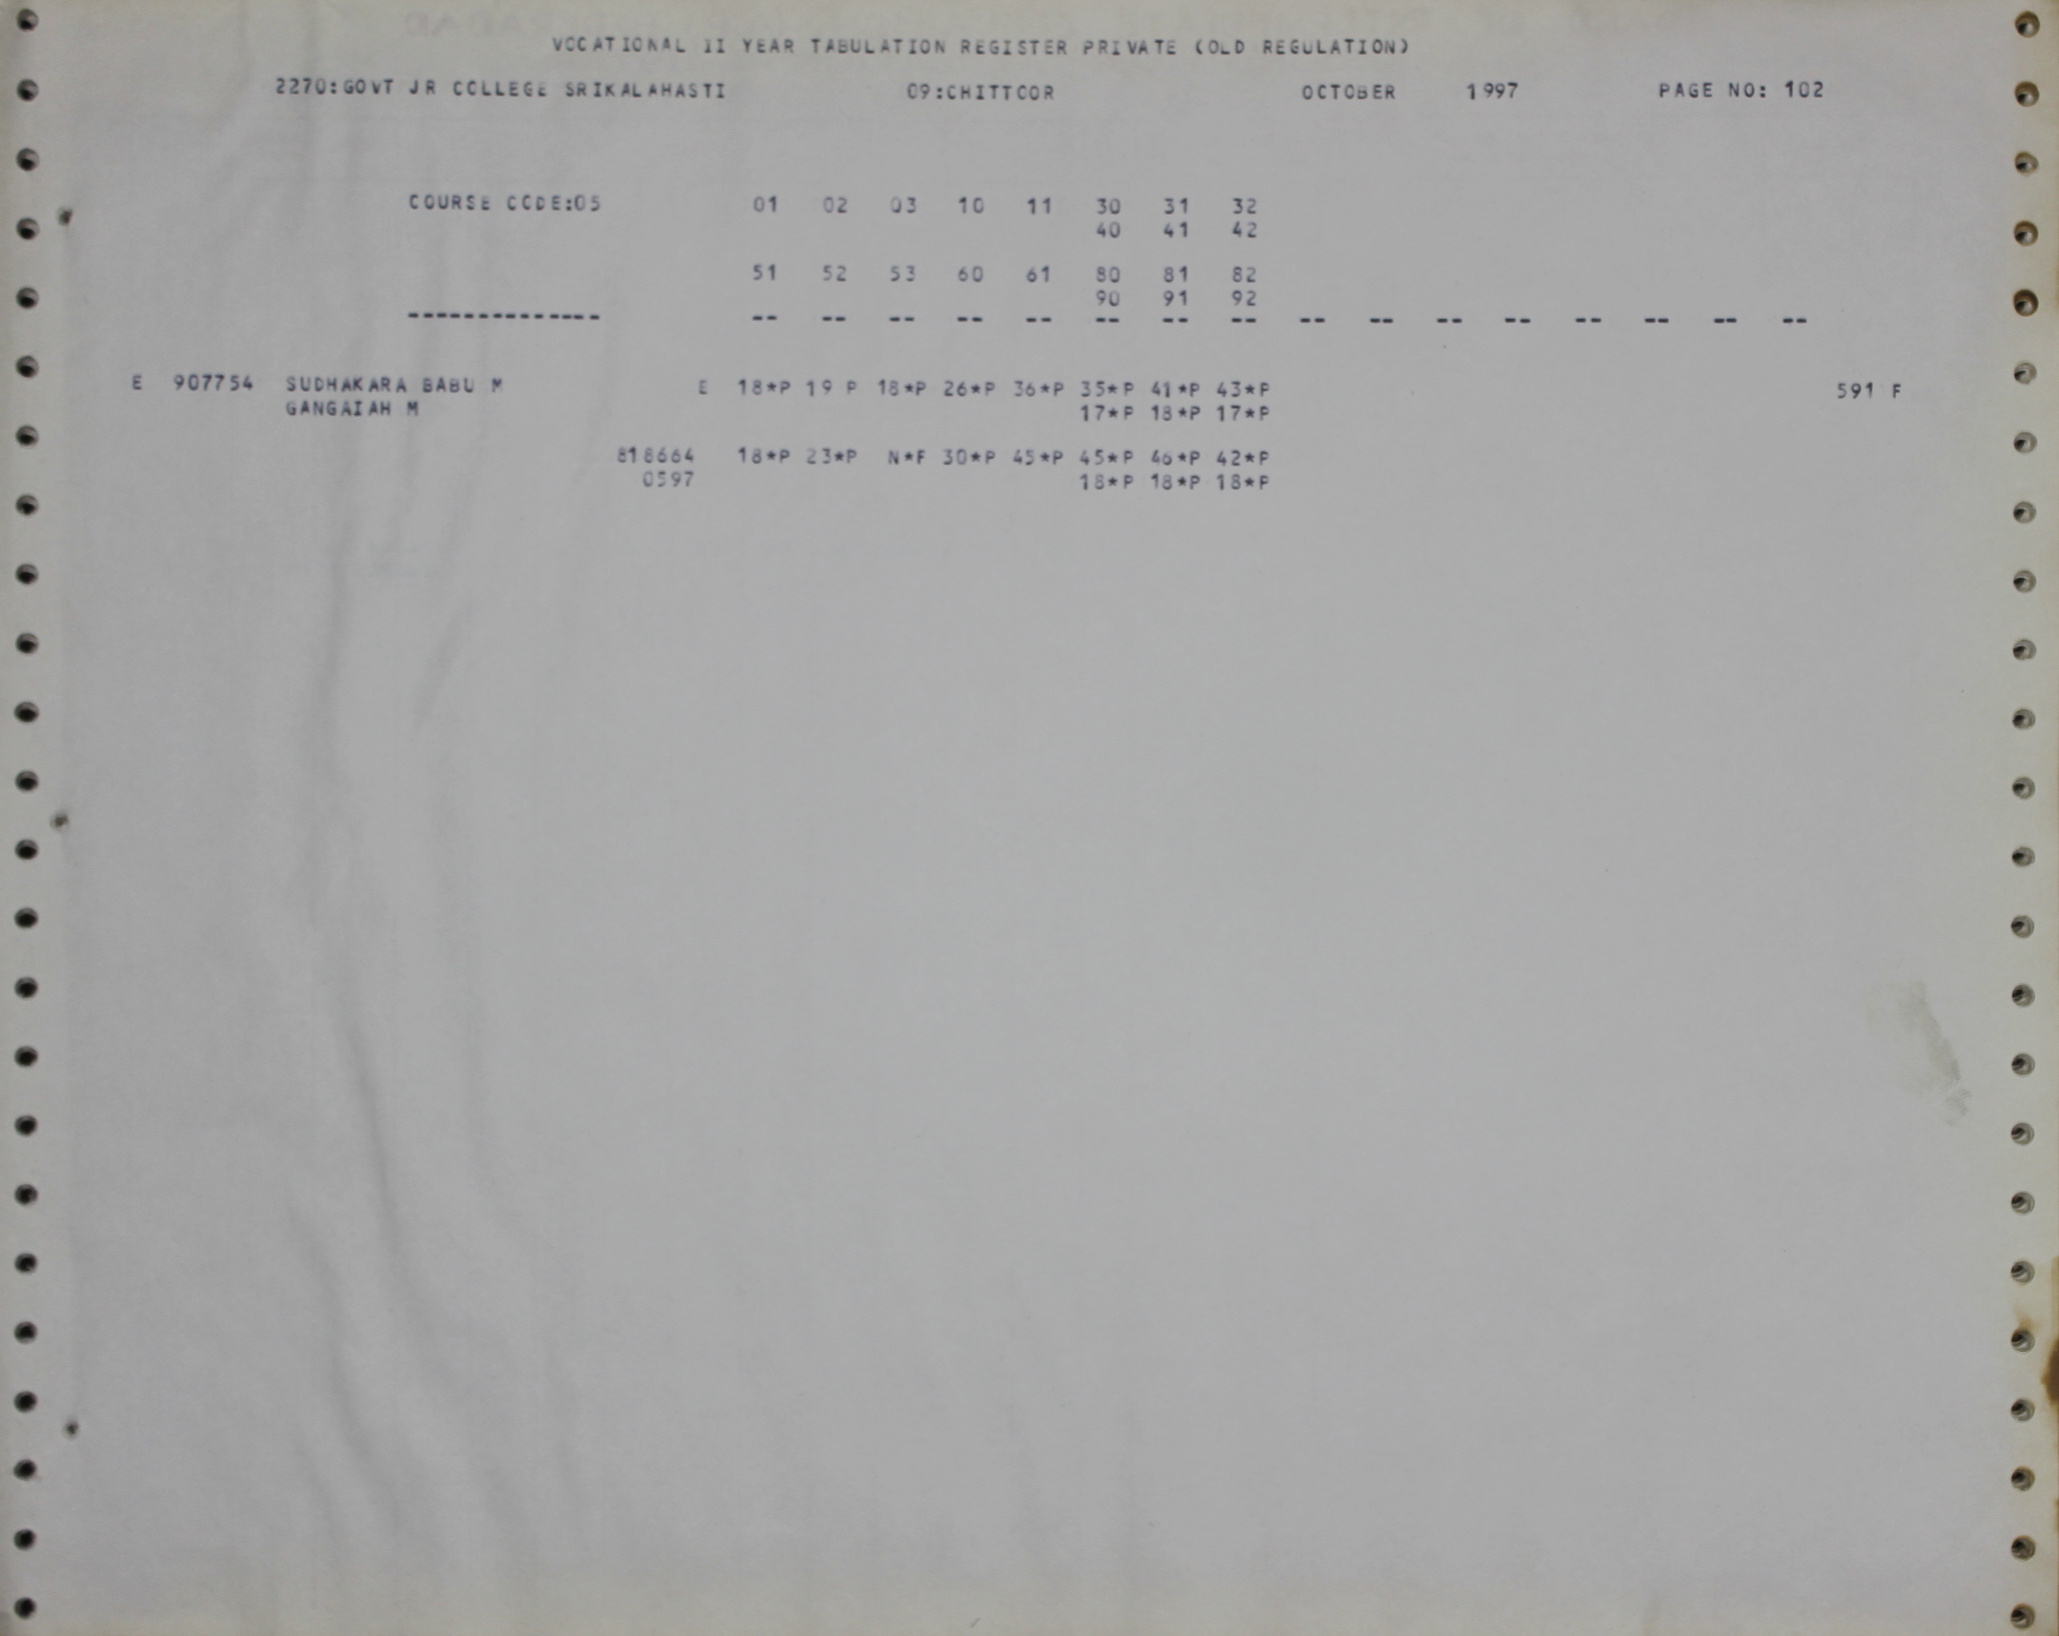 VOCATIONAL II YEAR TABULATION REGISTER PRIVATE (OLD REGULATION)
2270:GOVT JR COLLEGE SRIKALAHASTI 09:CHITTOOR OCTOBER 1997 PAGE NO: 102
COURSE CODE:05 01 02 03 10 11 30 31 32
40 41 42
51 52 53 60 61 80 81 82
90 91 92
-------------- -- -- -- -- -- -- -- -- -- -- -- -- -- -- -- --
E 907754 SUDHAKARA BABU M E 18*P 19 P 18*P 26*P 36*P 35*P 41*P 43*P 591 F
GANGAIAH M 17*P 18*P 17*P
818664 18*P 23*P N*F 30*P 45*P 45*P 46*P 42*P
0597 18*P 18*P 18*P